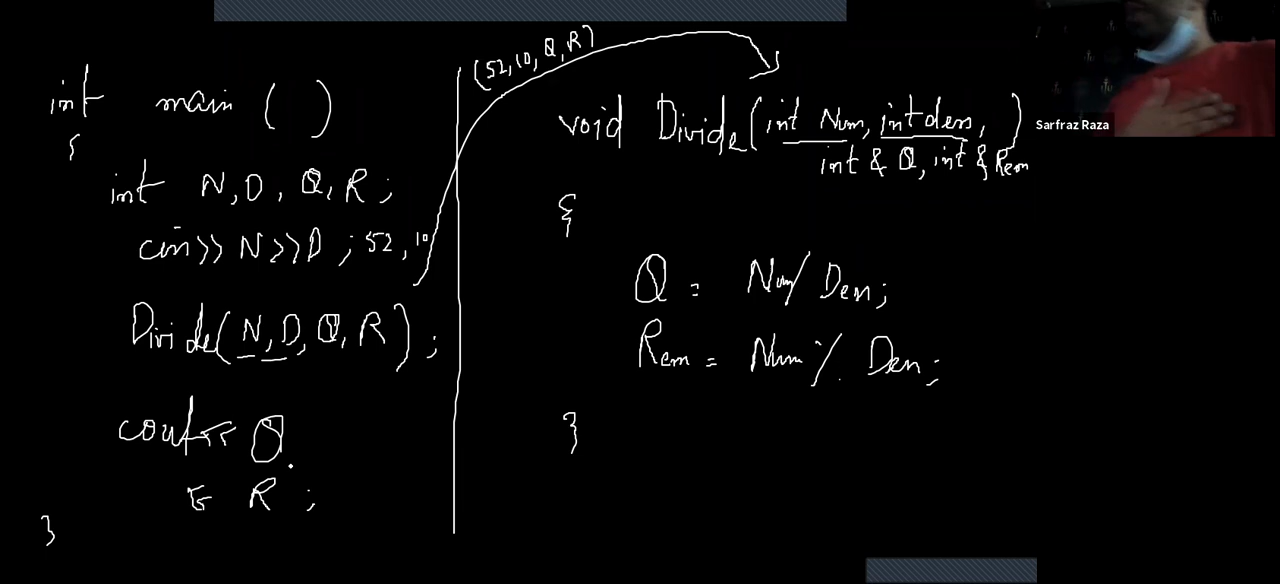 int main ( )
{
int N, D, Q, R ;
cin >> N >> D ; 52, 10
Divide( N, D, Q, R ) ;
cout << Q
<< R ;
}
(52, 10, Q, R)
void Divide( int Num, int den, )
int & Q, int & Rem
{
Q = Num / Den ;
Rem = Num % Den ;
}
Sarfraz Raza